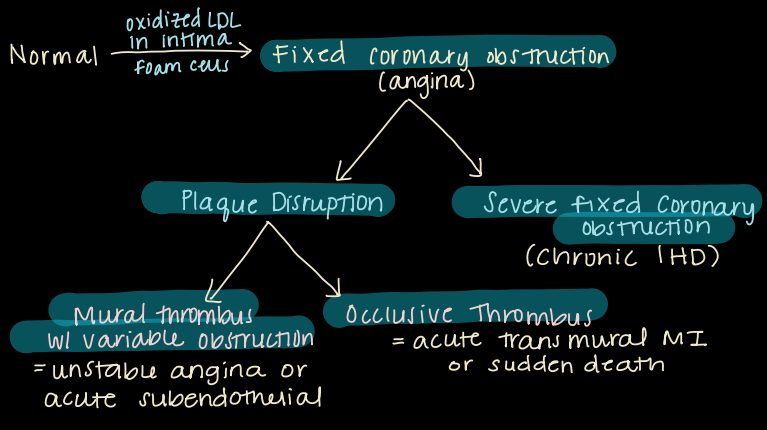 oxidized LDL
in intima
Normal
foam cells
Fixed coronary obstruction
(angina)
Plaque Disruption
Severe fixed coronary
obstruction
(Chronic IHD)
Mural thrombus
w/ variable obstruction
= unstable angina or
acute subendothelial
Occlusive Thrombus
= acute transmural MI
or sudden death